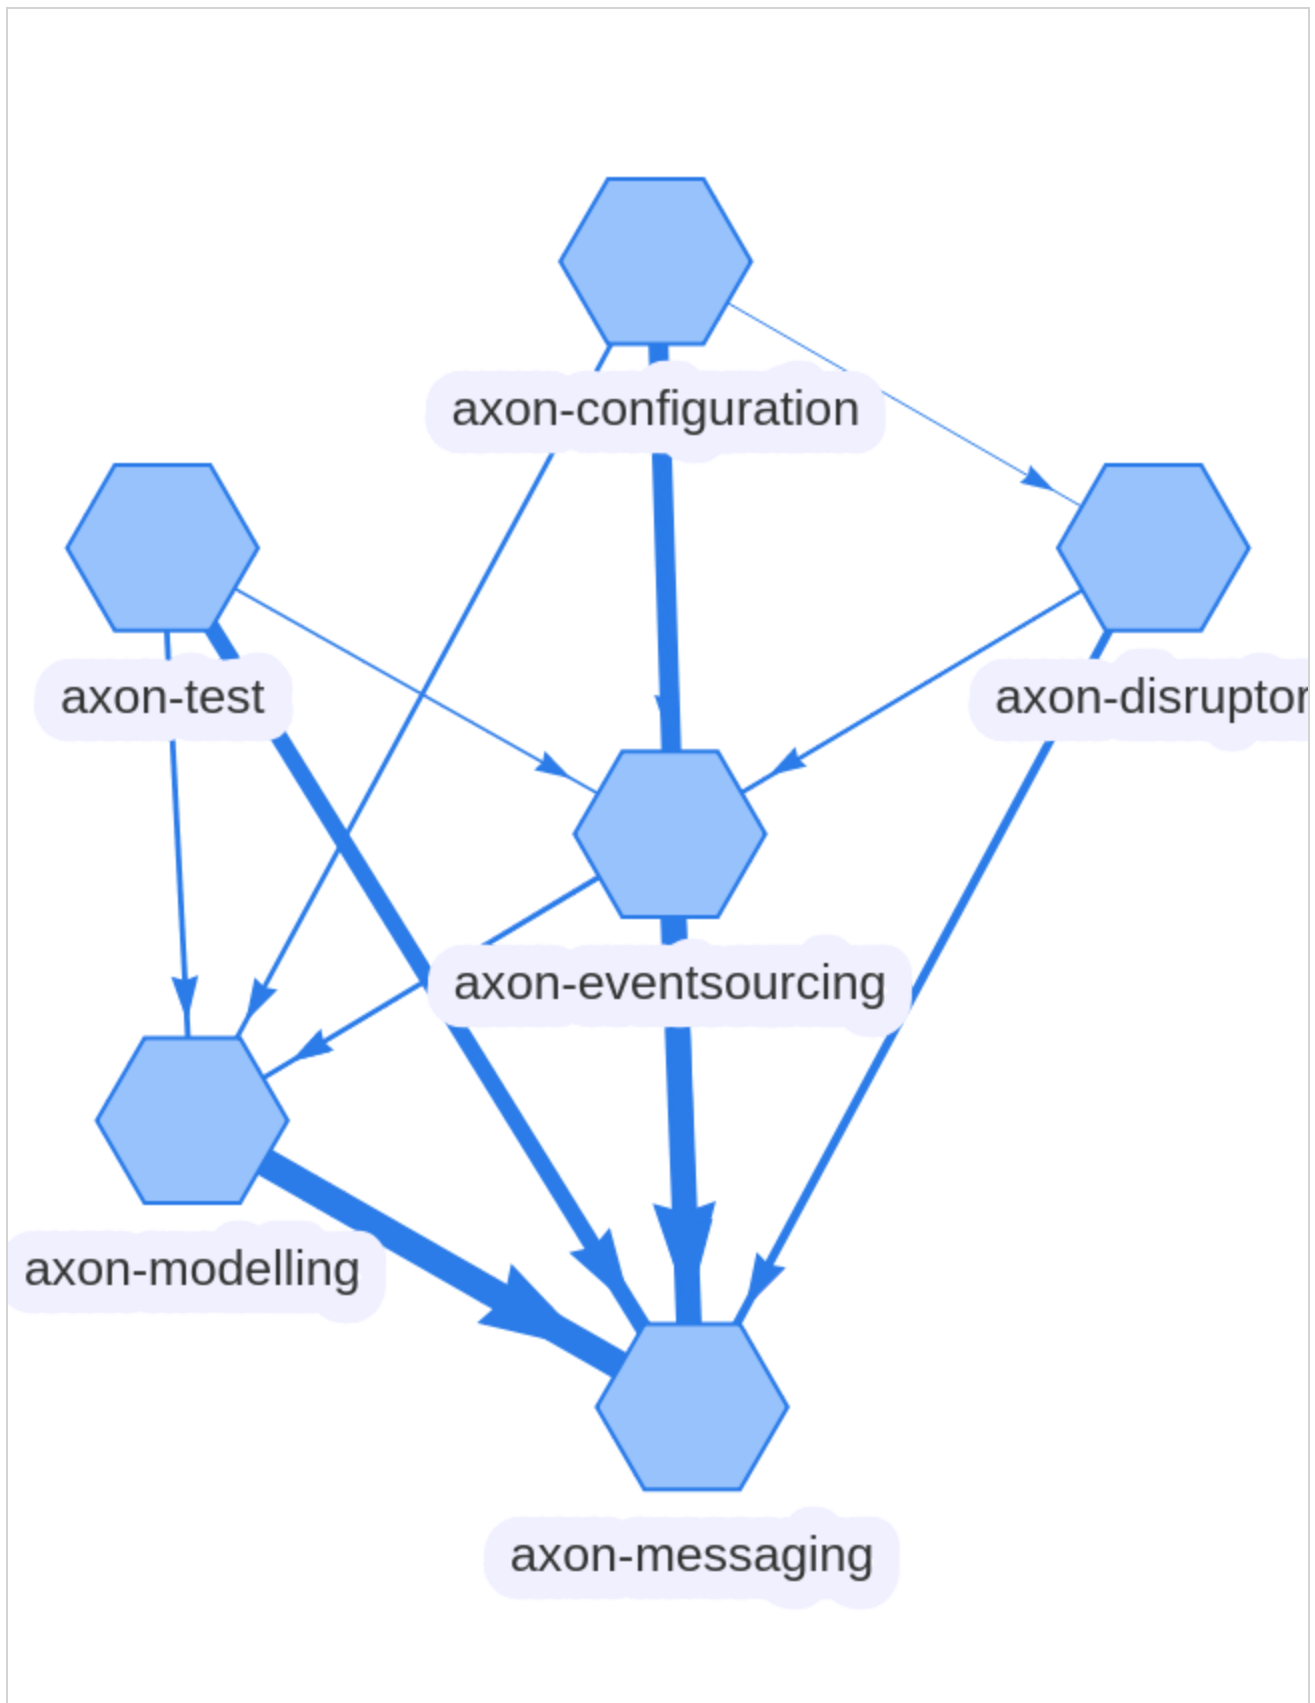 axon-configuration
axon-test
axon-disruptor
axon-eventsourcing
axon-modelling
axon-messaging